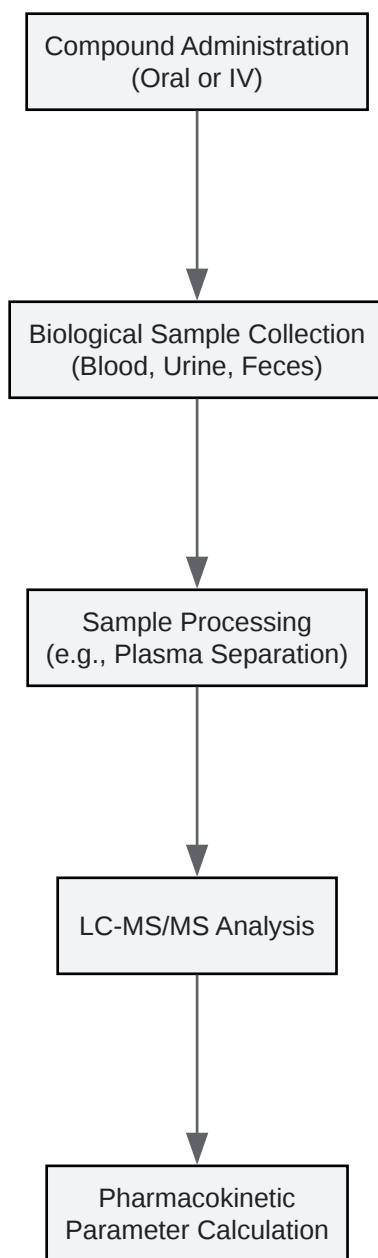 Compound Administration
(Oral or IV)
Biological Sample Collection
(Blood, Urine, Feces)
Sample Processing
(e.g., Plasma Separation)
LC-MS/MS Analysis
Pharmacokinetic
Parameter Calculation